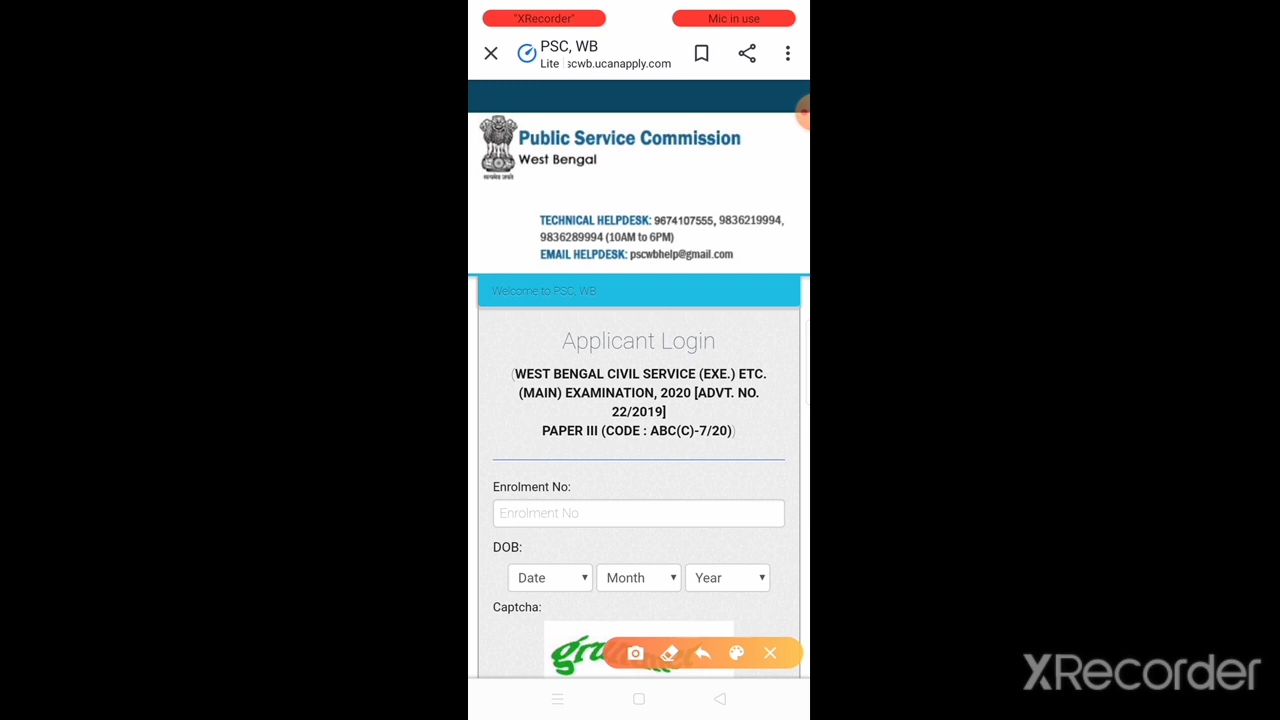 "XRecorder"
Mic in use
PSC, WB
Lite scwb.ucanapply.com
Public Service Commission
West Bengal
सत्यमेव जयते
TECHNICAL HELPDESK: 9674107555, 9836219994,
9836289994 (10AM to 6PM)
EMAIL HELPDESK: pscwbhelp@gmail.com
Welcome to PSC, WB
Applicant Login
(WEST BENGAL CIVIL SERVICE (EXE.) ETC.
(MAIN) EXAMINATION, 2020 [ADVT. NO.
22/2019]
PAPER III (CODE : ABC(C)-7/20))
Enrolment No:
Enrolment No
DOB:
Date Month Year
Captcha:
XRecorder